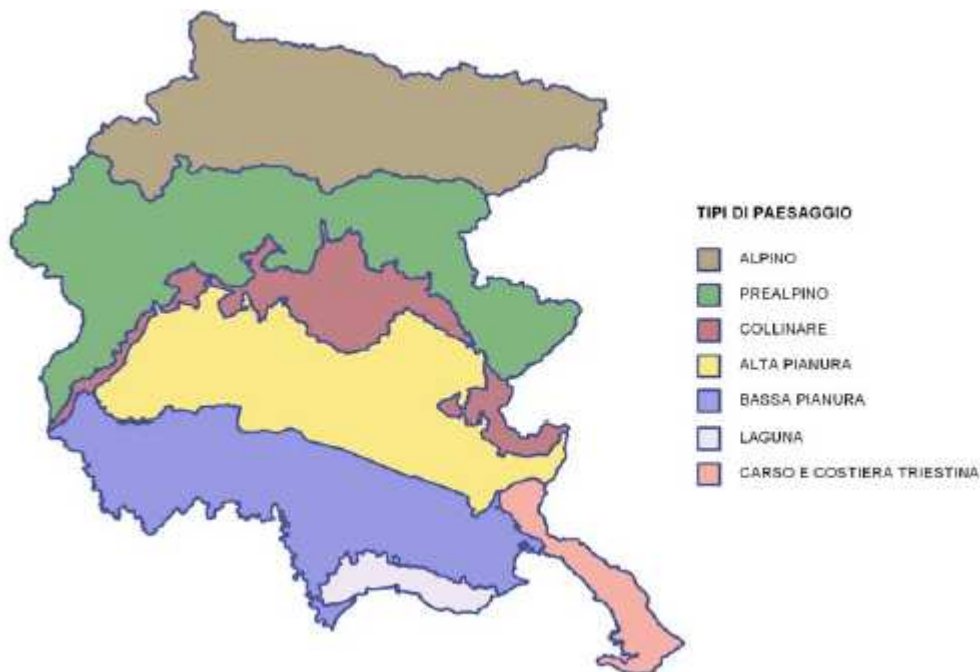 TIPI DI PAESAGGIO
ALPINO
PREALPINO
COLLINARE
ALTA PIANURA
BASSA PIANURA
LAGUNA
CARSO E COSTIERA TRIESTINA